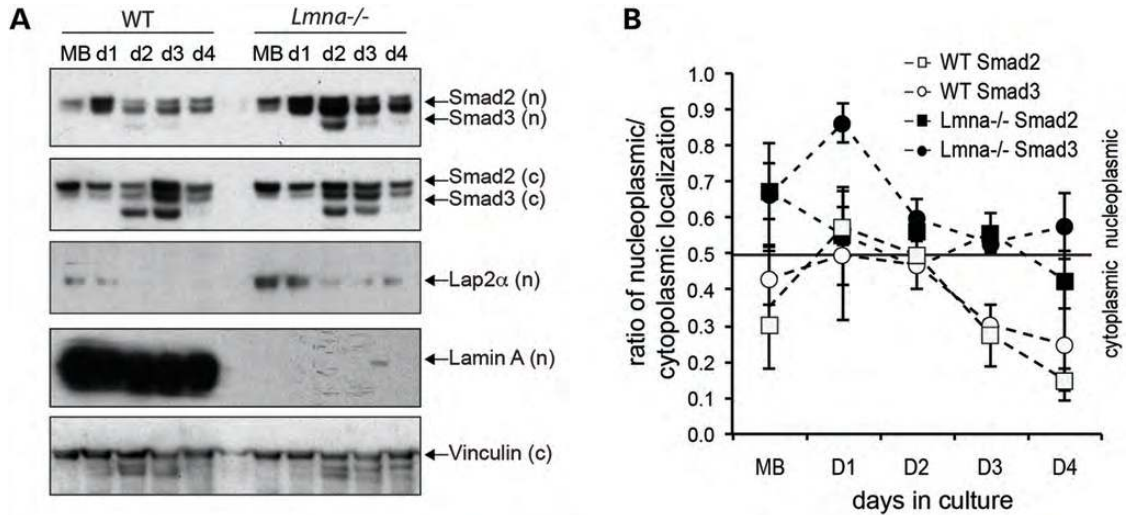 A
WT Lmna-/-
MB d1 d2 d3 d4 MB d1 d2 d3 d4
Smad2 (n)
Smad3 (n)
Smad2 (c)
Smad3 (c)
Lap2α (n)
Lamin A (n)
Vinculin (c)
B
WT Smad2
WT Smad3
Lmna-/- Smad2
Lmna-/- Smad3
ratio of nucleoplasmic/
cytopolasmic localization
1.0
0.9
0.8
0.7
0.6
0.5
0.4
0.3
0.2
0.1
0.0
cytoplasmic nucleoplasmic
MB D1 D2 D3 D4
days in culture